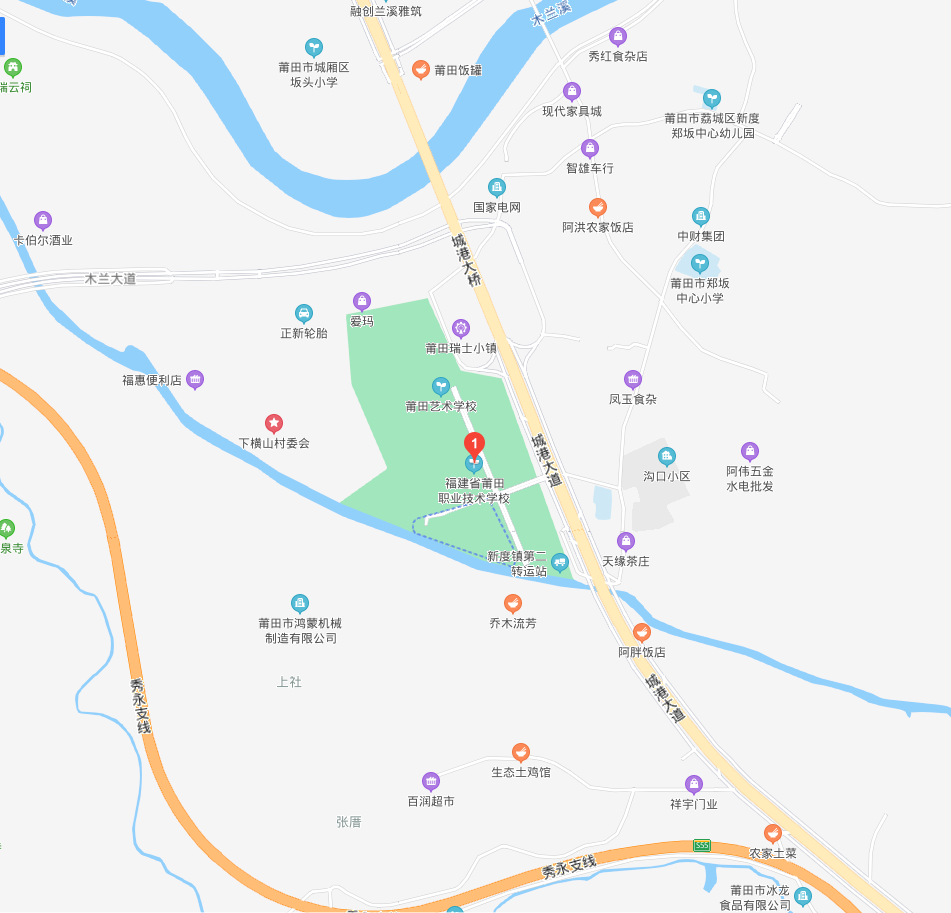 融创兰溪雅筑
木兰溪
秀红食杂店
莆田市城厢区
坂头小学
莆田饭罐
瑞云祠
现代家具城
莆田市荔城区新度
郑坂中心幼儿园
智雄车行
国家电网
阿洪农家饭店
中财集团
卡伯尔酒业
城港大桥
木兰大道
莆田市郑坂
中心小学
爱玛
正新轮胎
莆田瑞士小镇
福惠便利店
莆田艺术学校
凤玉食杂
下横山村委会
1
城港大道
沟口小区
阿伟五金
水电批发
福建省莆田
职业技术学校
泉寺
新度镇第二
转运站
天缘茶庄
莆田市鸿蒙机械
制造有限公司
乔木流芳
阿胖饭店
上社
秀永支线
城港大道
生态土鸡馆
百润超市
祥宇门业
张厝
S55
农家土菜
秀永支线
莆田市冰龙
食品有限公司